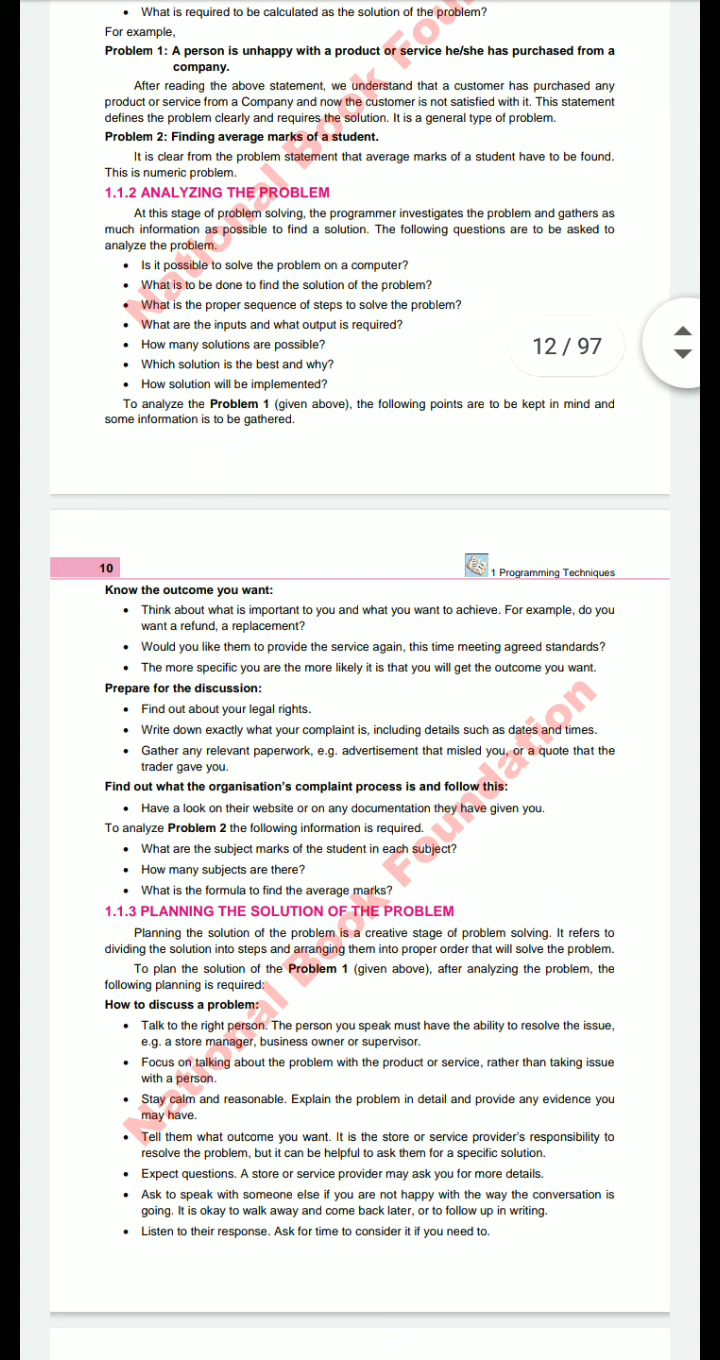 • What is required to be calculated as the solution of the problem?
For example,
Problem 1: A person is unhappy with a product or service he/she has purchased from a
company.
After reading the above statement, we understand that a customer has purchased any
product or service from a Company and now the customer is not satisfied with it. This statement
defines the problem clearly and requires the solution. It is a general type of problem.
Problem 2: Finding average marks of a student.
It is clear from the problem statement that average marks of a student have to be found.
This is numeric problem.
1.1.2 ANALYZING THE PROBLEM
At this stage of problem solving, the programmer investigates the problem and gathers as
much information as possible to find a solution. The following questions are to be asked to
analyze the problem.
• Is it possible to solve the problem on a computer?
• What is to be done to find the solution of the problem?
• What is the proper sequence of steps to solve the problem?
• What are the inputs and what output is required?
• How many solutions are possible?
• Which solution is the best and why?
• How solution will be implemented?
To analyze the Problem 1 (given above), the following points are to be kept in mind and
some information is to be gathered.
National Book Foun
12 / 97
10
1 Programming Techniques
Know the outcome you want:
• Think about what is important to you and what you want to achieve. For example, do you
want a refund, a replacement?
• Would you like them to provide the service again, this time meeting agreed standards?
• The more specific you are the more likely it is that you will get the outcome you want.
Prepare for the discussion:
• Find out about your legal rights.
• Write down exactly what your complaint is, including details such as dates and times.
• Gather any relevant paperwork, e.g. advertisement that misled you, or a quote that the
trader gave you.
Find out what the organisation's complaint process is and follow this:
• Have a look on their website or on any documentation they have given you.
To analyze Problem 2 the following information is required.
• What are the subject marks of the student in each subject?
• How many subjects are there?
• What is the formula to find the average marks?
1.1.3 PLANNING THE SOLUTION OF THE PROBLEM
Planning the solution of the problem is a creative stage of problem solving. It refers to
dividing the solution into steps and arranging them into proper order that will solve the problem.
To plan the solution of the Problem 1 (given above), after analyzing the problem, the
following planning is required:
How to discuss a problem:
• Talk to the right person. The person you speak must have the ability to resolve the issue,
e.g. a store manager, business owner or supervisor.
• Focus on talking about the problem with the product or service, rather than taking issue
with a person.
• Stay calm and reasonable. Explain the problem in detail and provide any evidence you
may have.
• Tell them what outcome you want. It is the store or service provider's responsibility to
resolve the problem, but it can be helpful to ask them for a specific solution.
• Expect questions. A store or service provider may ask you for more details.
• Ask to speak with someone else if you are not happy with the way the conversation is
going. It is okay to walk away and come back later, or to follow up in writing.
• Listen to their response. Ask for time to consider it if you need to.
National Book Foundation